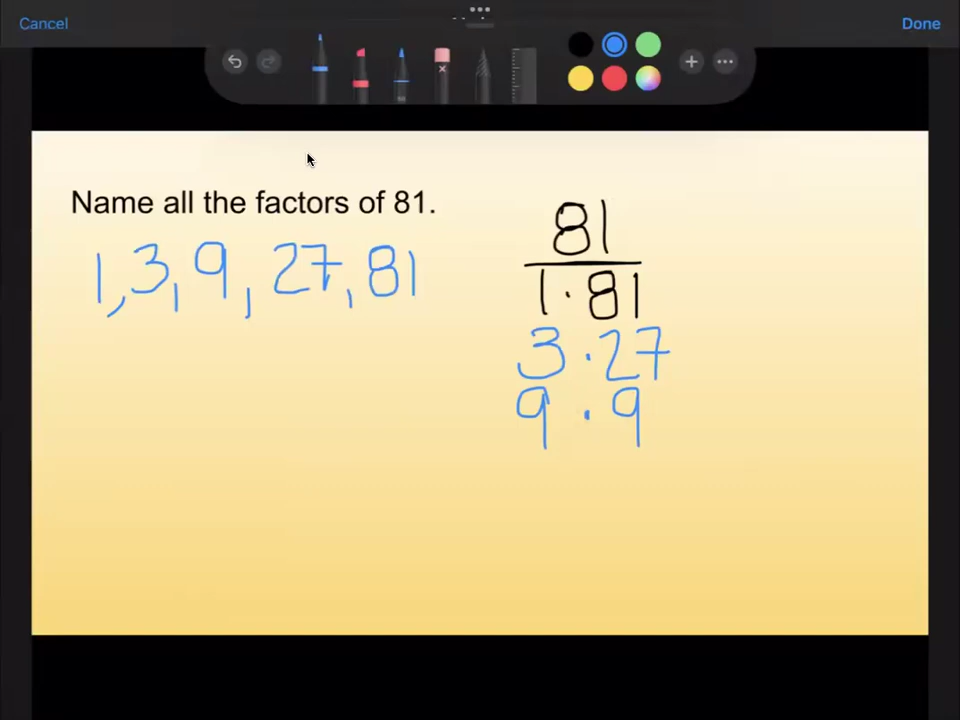 Cancel
Done
Name all the factors of 81.
1, 3, 9, 27, 81
81
1 · 81
3 · 27
9 · 9